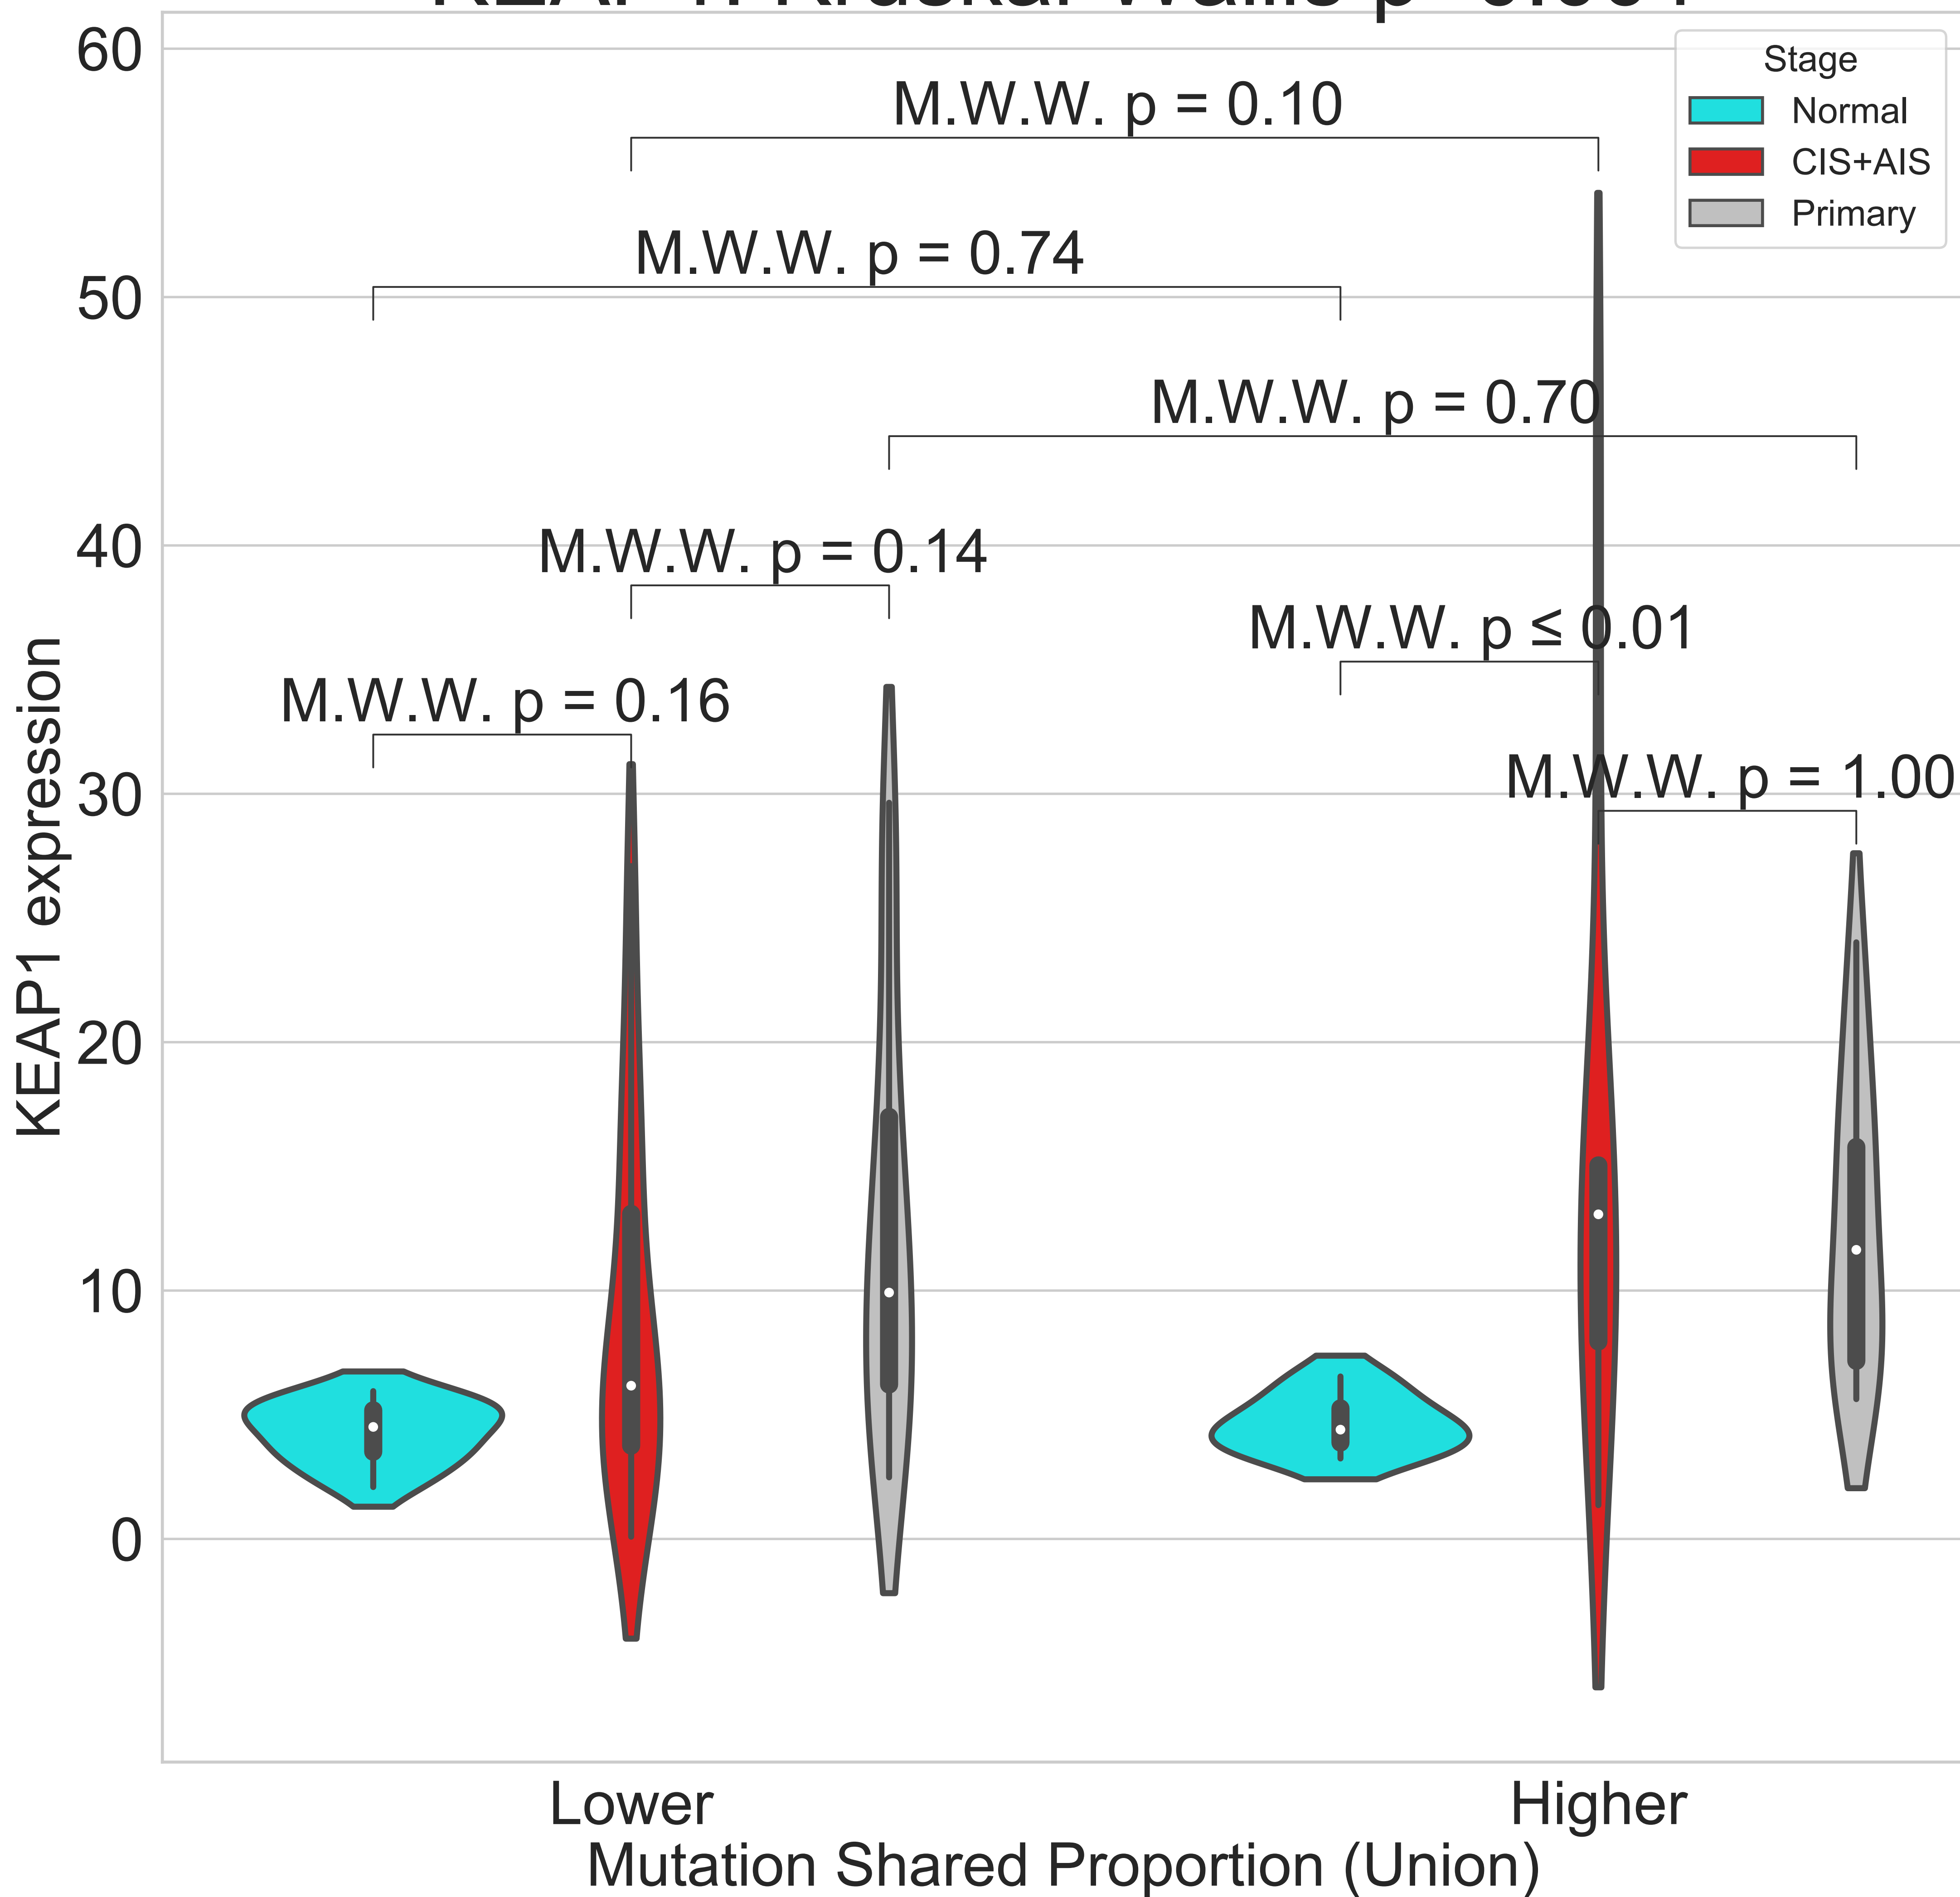 60
Stage
Normal
CIS+AIS
Primary
M.W.W. p = 0.10
M.W.W. p = 0.74
50
M.W.W. p = 0.70
40
M.W.W. p = 0.14
M.W.W. p ≤ 0.01
M.W.W. p = 0.16
30
M.W.W. p = 1.00
KEAP1 expression
20
10
0
Lower
Higher
Mutation Shared Proportion (Union)